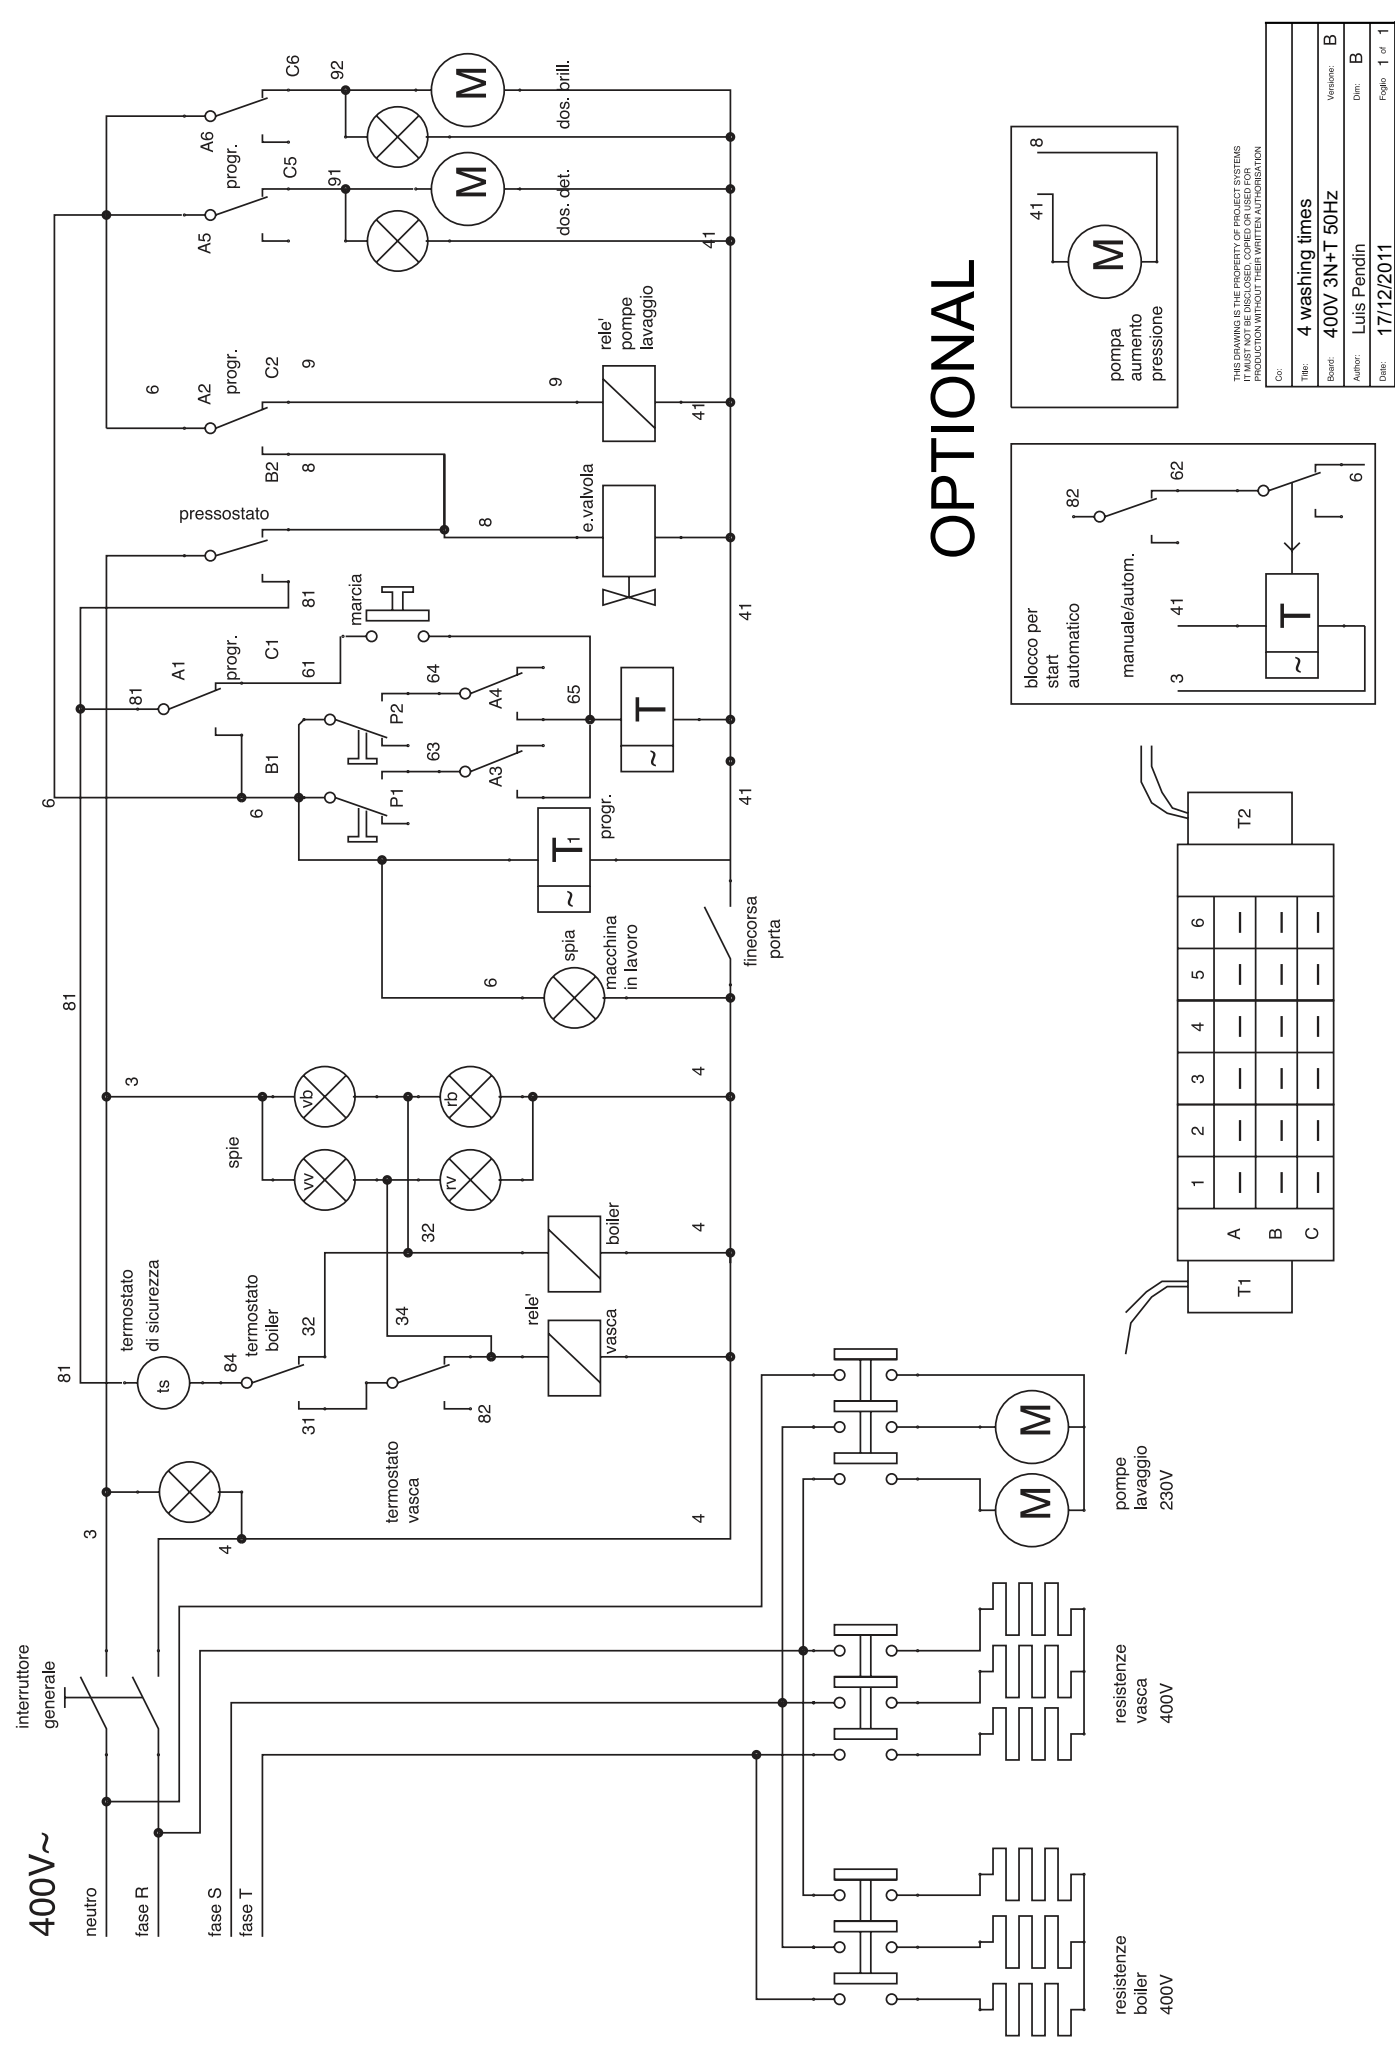 400V~
neutro
fase R
fase S
fase T
interruttore
generale
3
4
4
81
termostato
di sicurezza
ts
84
termostato
boiler
32
31
termostato
vasca
82
34
32
rele'
vasca
boiler
4
spie
3
vv
vb
rv
rb
4
81
6
spia
macchina
in lavoro
finecorsa
porta
6
6
B1
T1
~
progr.
41
P1
63
A3
P2
64
A4
65
T
~
81
A1
progr.
C1
61
marcia
81
pressostato
8
e.valvola
41
B2
8
6
A2
progr.
C2
9
9
rele'
pompe
lavaggio
41
A5
progr.
C5
91
M
dos. det.
41
A6
C6
92
M
dos. brill.
resistenze
boiler
400V
resistenze
vasca
400V
M
M
pompe
lavaggio
230V
T1
A
B
C
1
2
3
4
5
6
T2
OPTIONAL
blocco per
start
automatico
manuale/autom.
3
41
82
62
6
T
~
pompa
aumento
pressione
M
41
8
THIS DRAWING IS THE PROPERTY OF PROJECT SYSTEMS
IT MUST NOT BE DISCLOSED, COPIED OR USED FOR
PRODUCTION WITHOUT THEIR WRITTEN AUTHORISATION
Co:
Title: 4 washing times
Board: 400V 3N+T 50Hz Versione: B
Author: Luis Pendin Dim: B
Date: 17/12/2011 Foglio 1 of 1